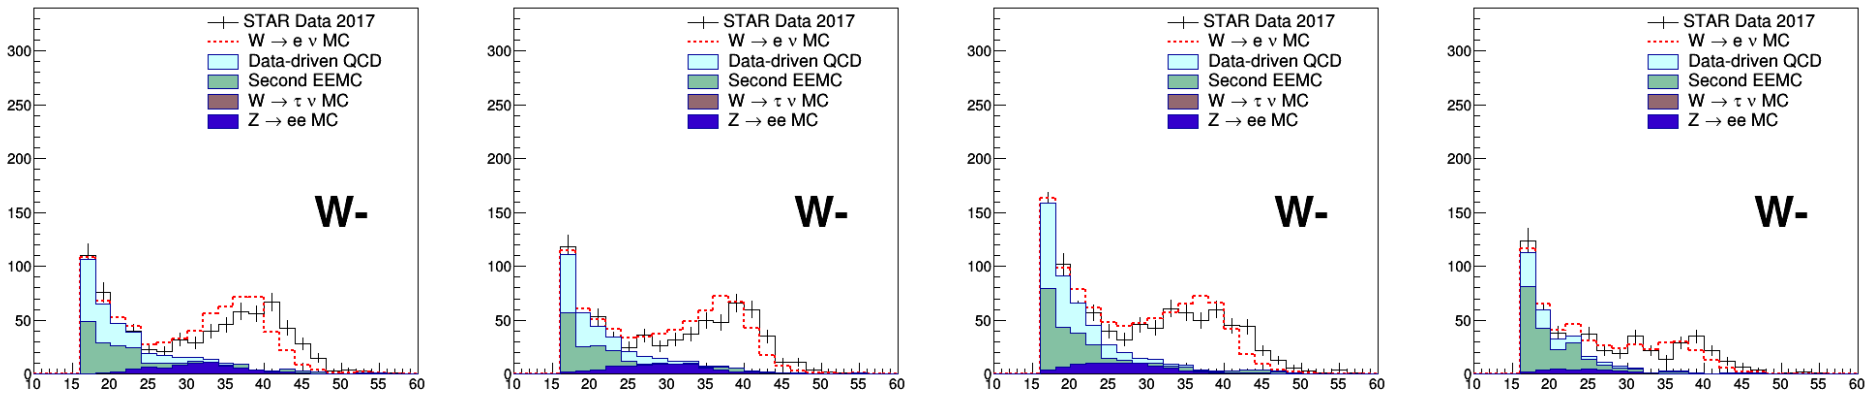 STAR Data 2017
W → e ν MC
Data-driven QCD
Second EEMC
W → τ ν MC
Z → ee MC
W-
300
250
200
150
100
50
0
10 15 20 25 30 35 40 45 50 55 60
STAR Data 2017
W → e ν MC
Data-driven QCD
Second EEMC
W → τ ν MC
Z → ee MC
W-
300
250
200
150
100
50
0
10 15 20 25 30 35 40 45 50 55 60
STAR Data 2017
W → e ν MC
Data-driven QCD
Second EEMC
W → τ ν MC
Z → ee MC
W-
300
250
200
150
100
50
0
10 15 20 25 30 35 40 45 50 55 60
STAR Data 2017
W → e ν MC
Data-driven QCD
Second EEMC
W → τ ν MC
Z → ee MC
W-
300
250
200
150
100
50
0
10 15 20 25 30 35 40 45 50 55 60